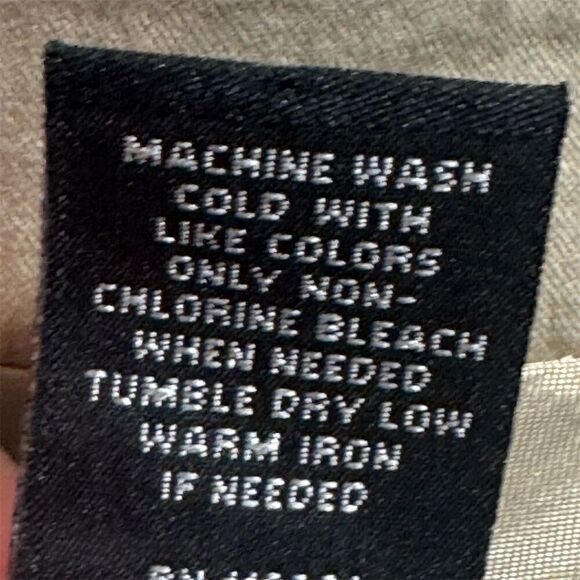 MACHINE WASH
COLD WITH
LIKE COLORS
ONLY NON-
CHLORINE BLEACH
WHEN NEEDED
TUMBLE DRY LOW
WARM IRON
IF NEEDED